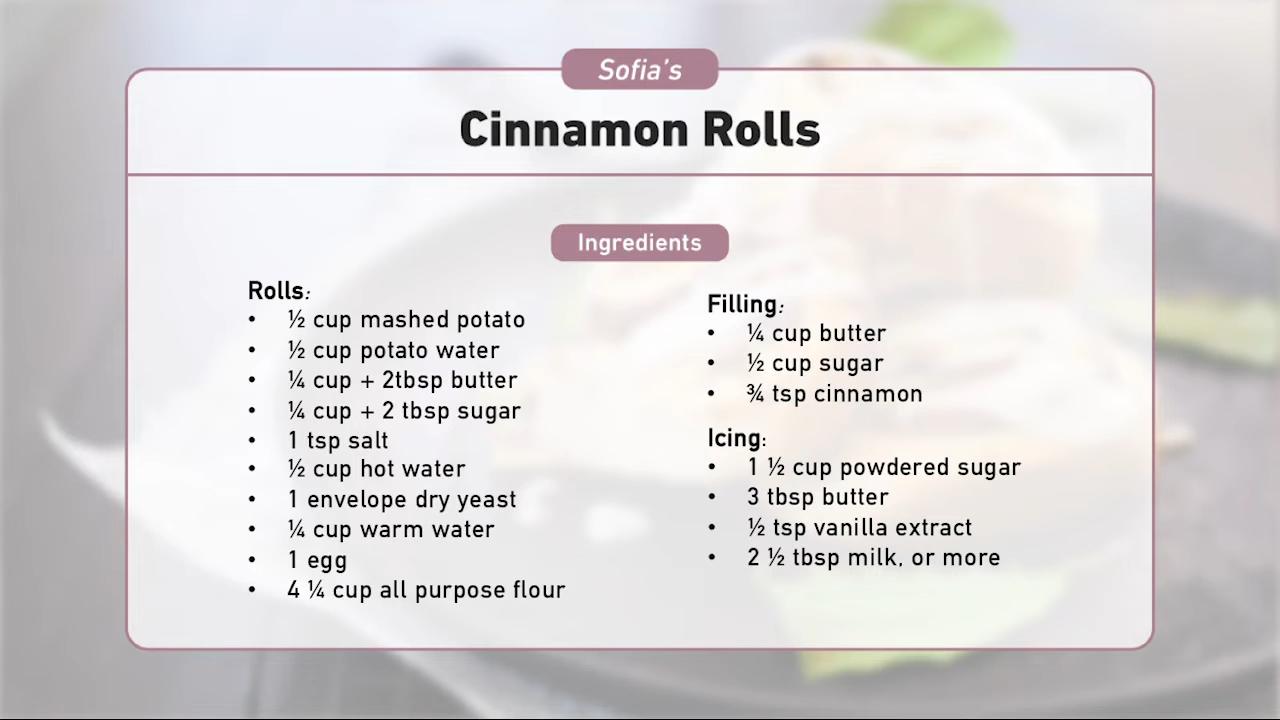 Sofia's
Cinnamon Rolls
Ingredients
Rolls:
• ½ cup mashed potato
• ½ cup potato water
• ¼ cup + 2tbsp butter
• ¼ cup + 2 tbsp sugar
• 1 tsp salt
• ½ cup hot water
• 1 envelope dry yeast
• ¼ cup warm water
• 1 egg
• 4 ¼ cup all purpose flour
Filling:
• ¼ cup butter
• ½ cup sugar
• ¾ tsp cinnamon
Icing:
• 1 ½ cup powdered sugar
• 3 tbsp butter
• ½ tsp vanilla extract
• 2 ½ tbsp milk, or more